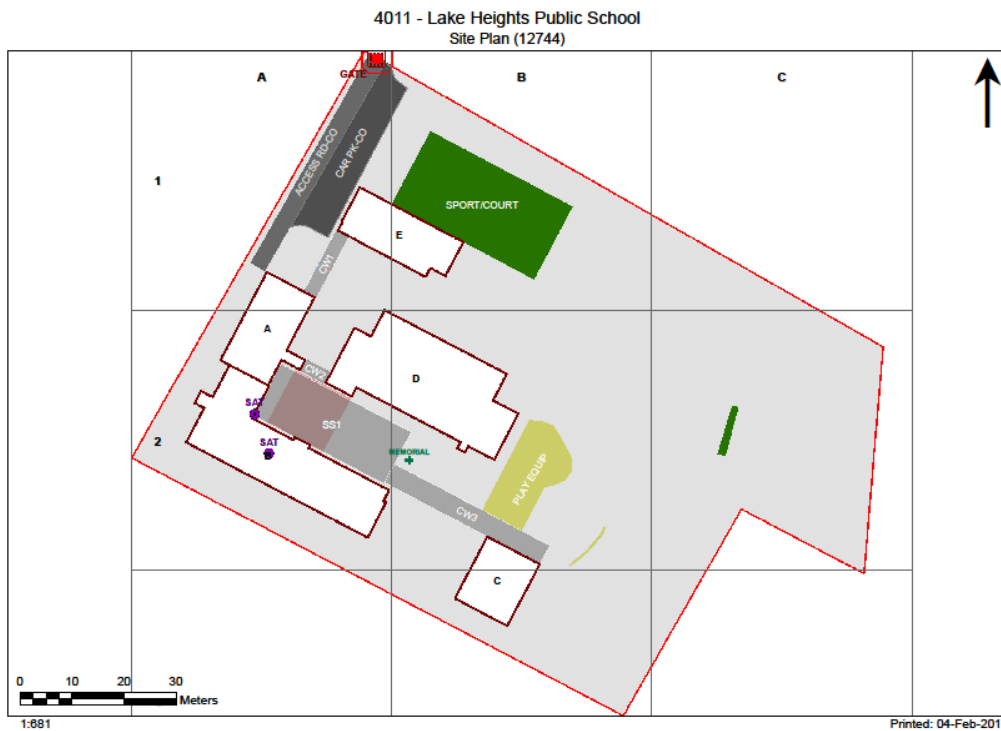 4011 - Lake Heights Public School
Site Plan (12744)
A
B
C
GATE
ACCESS RD-CO
CAR PK-CO
1
SPORT/COURT
E
CW1
A
CW2
D
SAT
SS1
2
SAT
B
MEMORIAL
PLAY EQUIP
CW3
C
0 10 20 30
Meters
1:681
Printed: 04-Feb-201